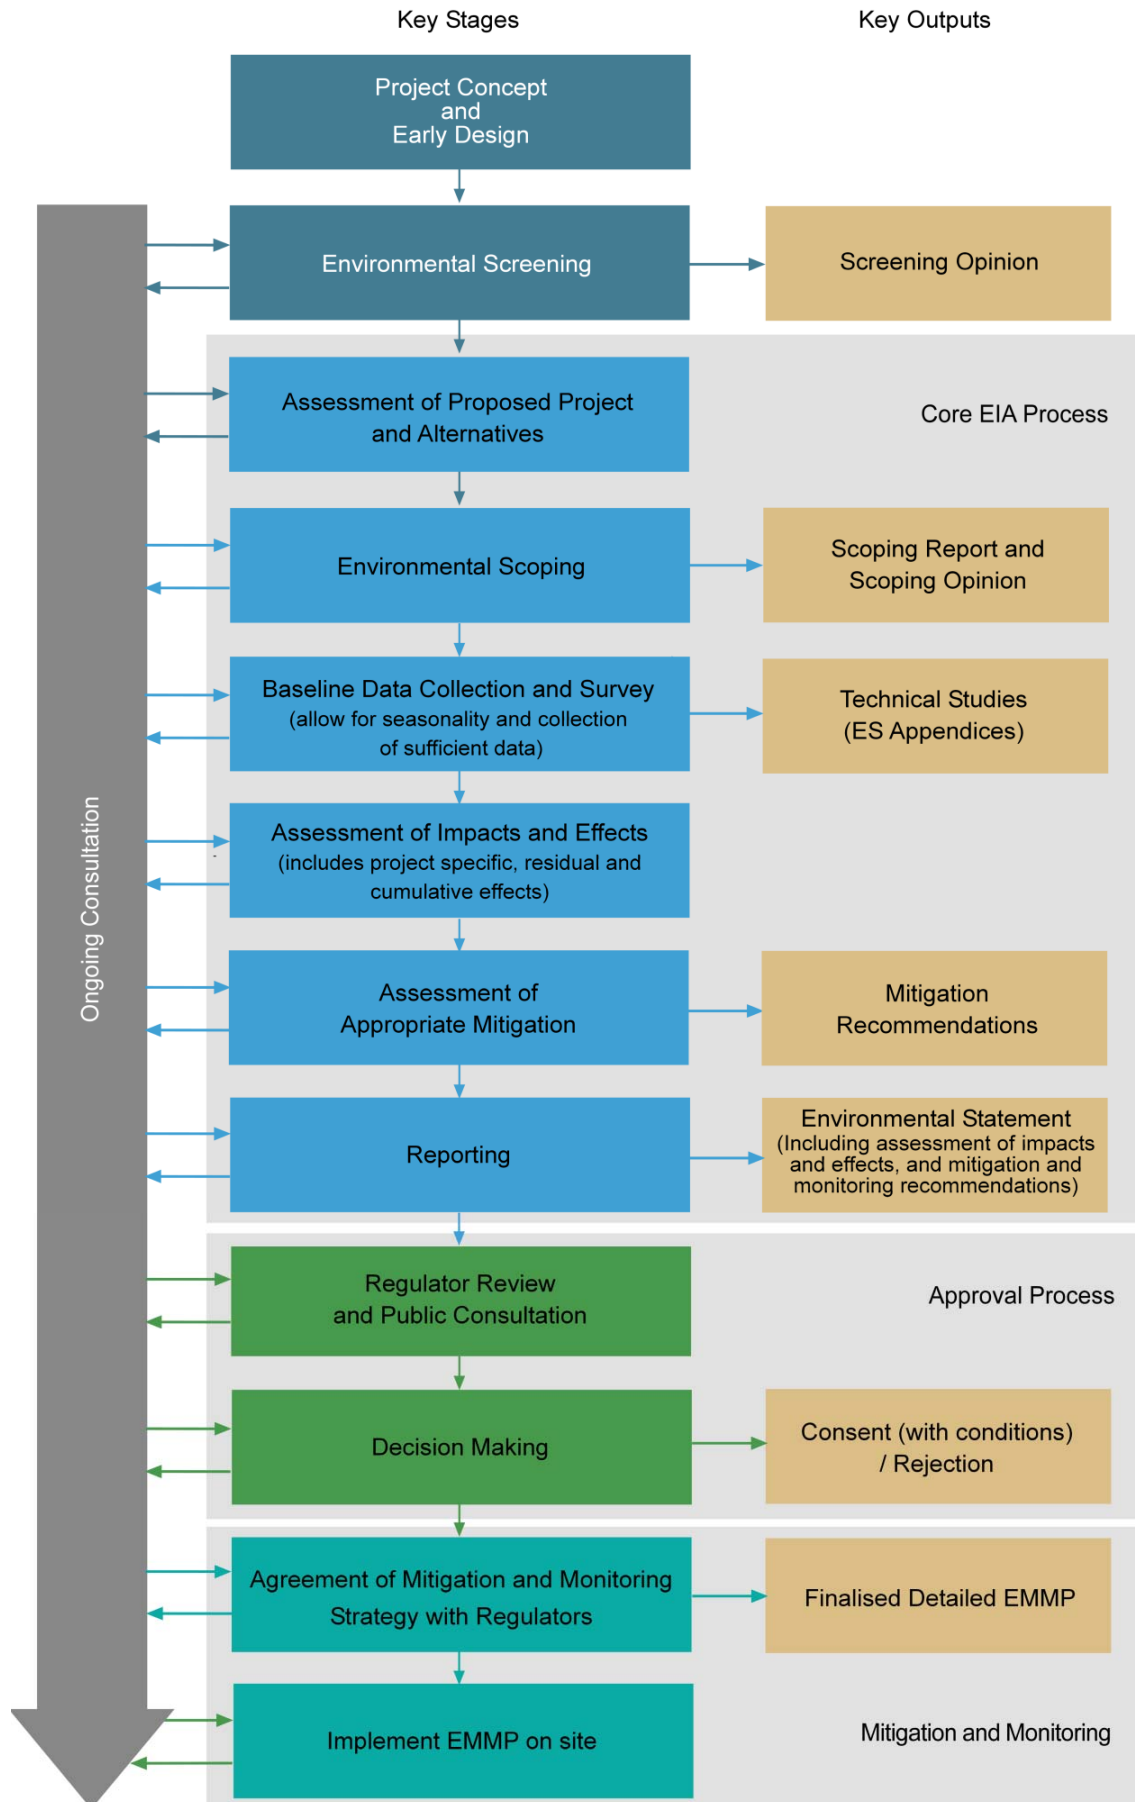 Key Stages
Key Outputs
Project Concept
and
Early Design
Environmental Screening
Screening Opinion
Assessment of Proposed Project
and Alternatives
Core EIA Process
Environmental Scoping
Scoping Report and
Scoping Opinion
Baseline Data Collection and Survey
(allow for seasonality and collection
of sufficient data)
Technical Studies
(ES Appendices)
Assessment of Impacts and Effects
(includes project specific, residual and
cumulative effects)
Ongoing Consultation
Assessment of
Appropriate Mitigation
Mitigation
Recommendations
Reporting
Environmental Statement
(Including assessment of impacts
and effects, and mitigation and
monitoring recommendations)
Regulator Review
and Public Consultation
Approval Process
Decision Making
Consent (with conditions)
/ Rejection
Agreement of Mitigation and Monitoring
Strategy with Regulators
Finalised Detailed EMMP
Implement EMMP on site
Mitigation and Monitoring